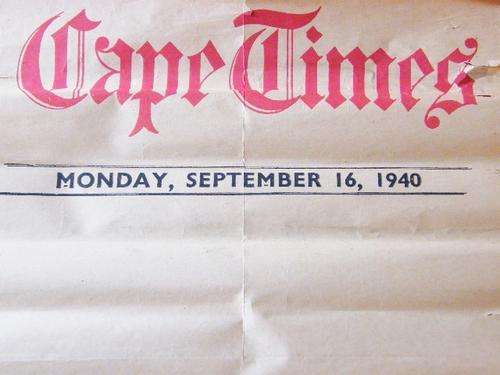 Cape Times
MONDAY, SEPTEMBER 16, 1940